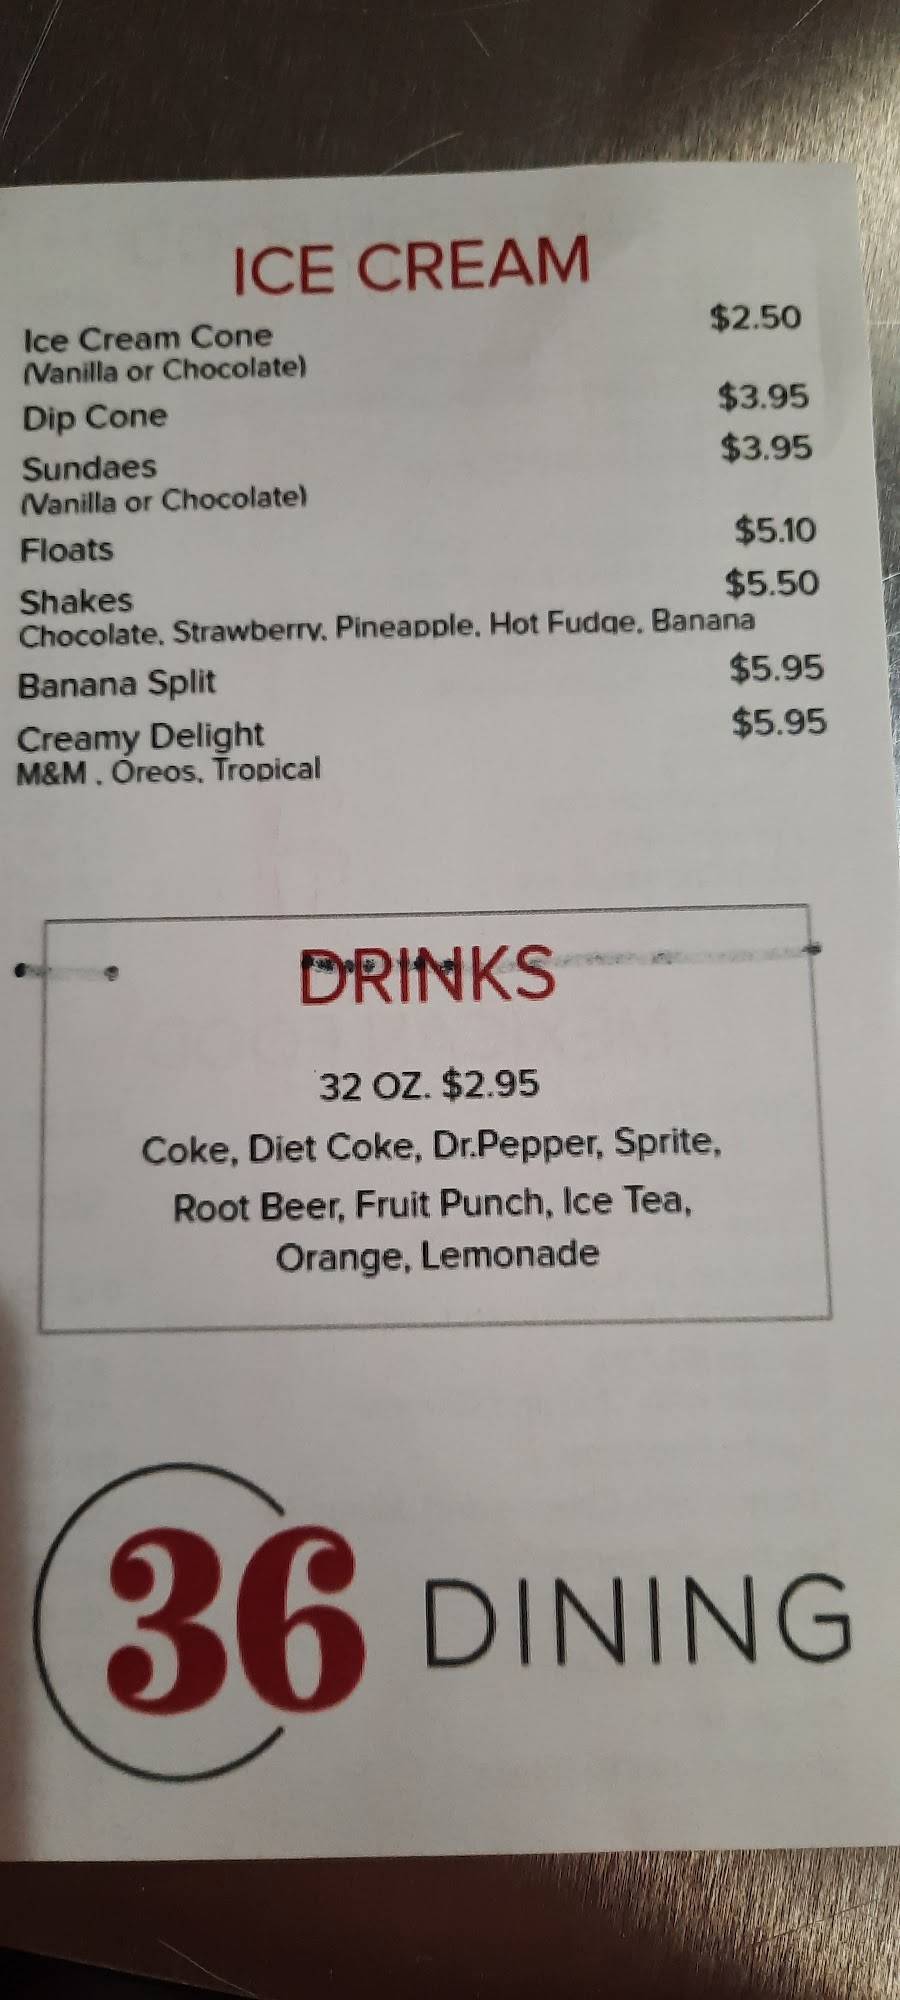 ICE CREAM
Ice Cream Cone $2.50
(Vanilla or Chocolate)
Dip Cone $3.95
Sundaes $3.95
(Vanilla or Chocolate)
Floats $5.10
Shakes $5.50
Chocolate, Strawberry, Pineapple, Hot Fudge, Banana
Banana Split $5.95
Creamy Delight $5.95
M&M , Oreos, Tropical
DRINKS
32 OZ. $2.95
Coke, Diet Coke, Dr.Pepper, Sprite,
Root Beer, Fruit Punch, Ice Tea,
Orange, Lemonade
36 DINING